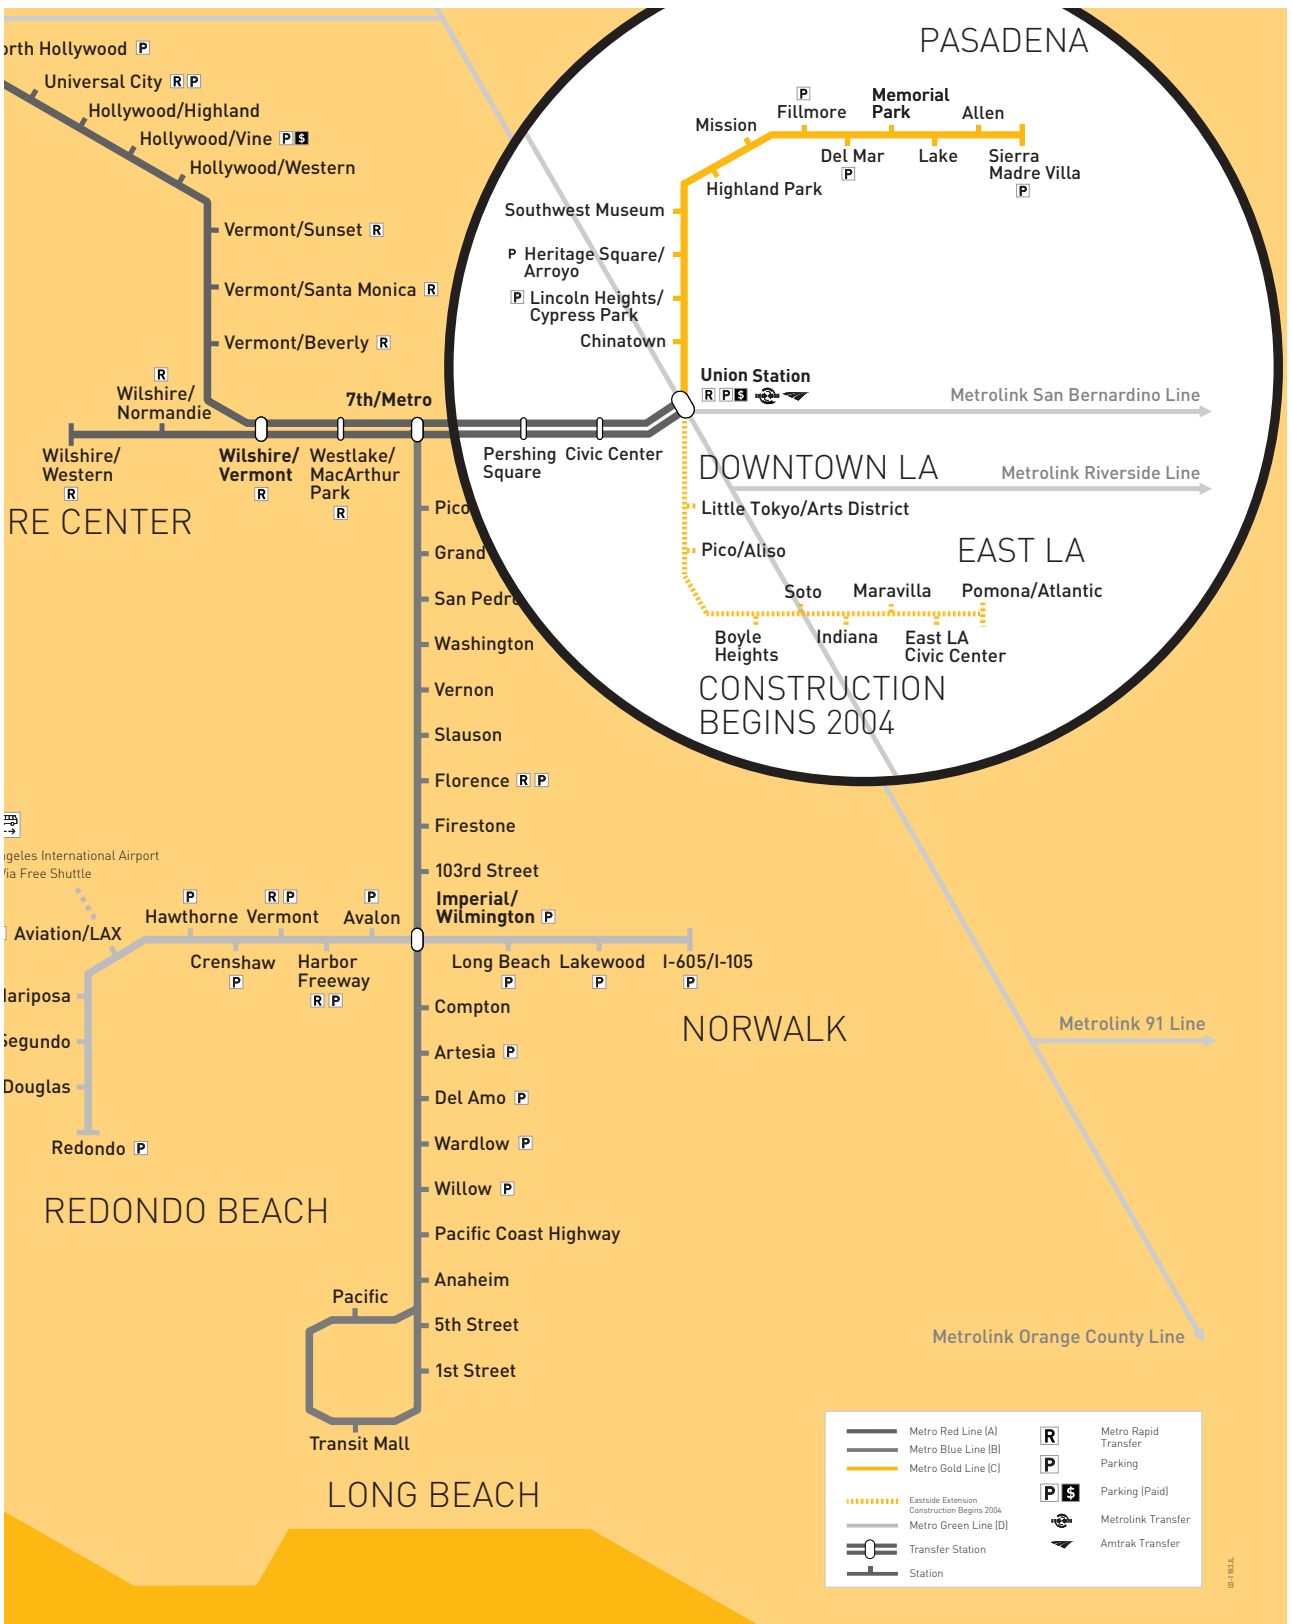 PASADENA
orth Hollywood P
Universal City R P
Hollywood/Highland
Hollywood/Vine P $
Hollywood/Western
Vermont/Sunset R
Vermont/Santa Monica R
Vermont/Beverly R
R
Wilshire/
Normandie
7th/Metro
Wilshire/
Western
R
Wilshire/
Vermont
R
Westlake/
MacArthur
Park
R
Pershing
Square
Civic Center
RE CENTER
P
Fillmore
Memorial
Park
Allen
Mission
Del Mar
P
Lake
Sierra
Madre Villa
P
Highland Park
Southwest Museum
P Heritage Square/
Arroyo
P Lincoln Heights/
Cypress Park
Chinatown
Union Station
R P $
Metrolink San Bernardino Line
DOWNTOWN LA
Metrolink Riverside Line
Little Tokyo/Arts District
Pico/Aliso
EAST LA
Soto
Maravilla
Pomona/Atlantic
Boyle
Heights
Indiana
East LA
Civic Center
CONSTRUCTION
BEGINS 2004
Pico
Grand
San Pedro
Washington
Vernon
Slauson
Florence R P
Firestone
103rd Street
Imperial/
Wilmington P
ngeles International Airport
Via Free Shuttle
Aviation/LAX
P
Hawthorne
R P
Vermont
P
Avalon
Crenshaw
P
Harbor
Freeway
R P
Long Beach
P
Lakewood
P
I-605/I-105
P
Mariposa
Segundo
Douglas
Redondo P
REDONDO BEACH
NORWALK
Compton
Artesia P
Del Amo P
Wardlow P
Willow P
Pacific Coast Highway
Anaheim
Pacific
5th Street
1st Street
Transit Mall
LONG BEACH
Metrolink 91 Line
Metrolink Orange County Line
Metro Red Line (A)
Metro Blue Line (B)
Metro Gold Line (C)
Eastside Extension
Construction Begins 2004
Metro Green Line (D)
Transfer Station
Station
R Metro Rapid
Transfer
P Parking
P $ Parking (Paid)
Metrolink Transfer
Amtrak Transfer
03-1183JL